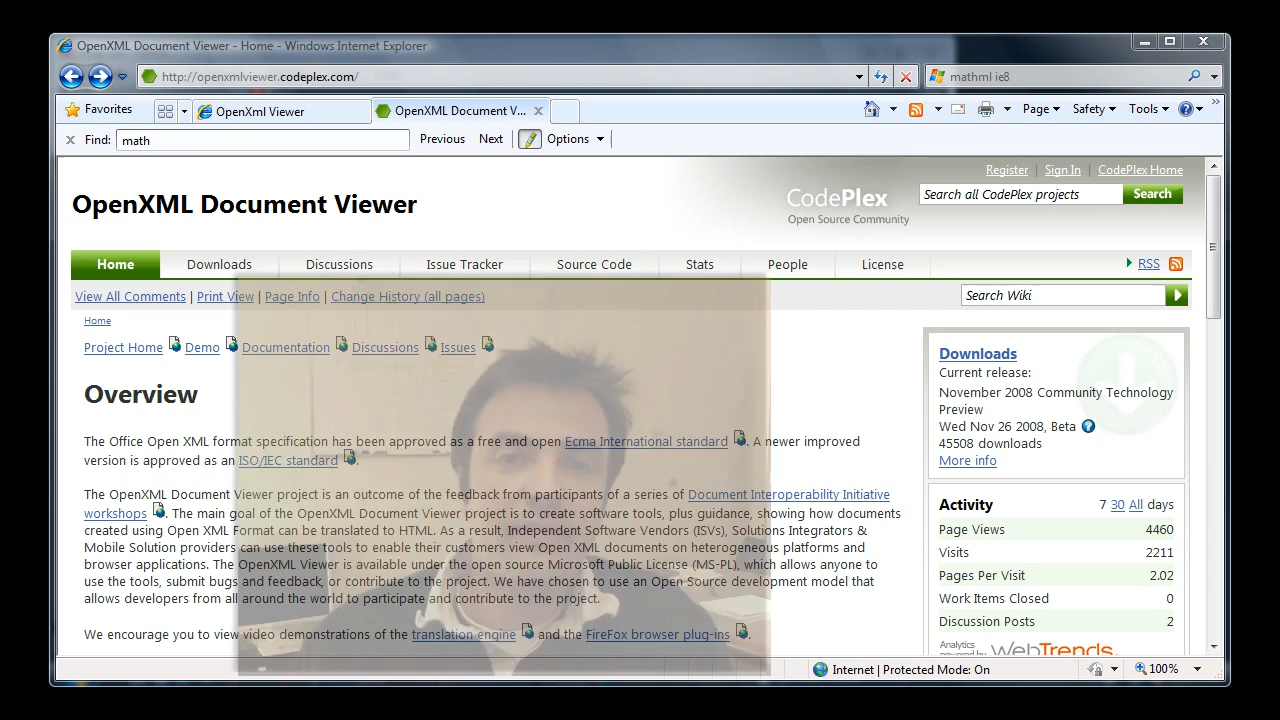 OpenXML Document Viewer - Home - Windows Internet Explorer
http://openxmlviewer.codeplex.com/
mathml ie8
Favorites
OpenXml Viewer
OpenXML Document V...
Page
Safety
Tools
Find:
math
Previous
Next
Options
Register | Sign In | CodePlex Home
OpenXML Document Viewer
CodePlex
Open Source Community
Search all CodePlex projects
Search
Home
Downloads
Discussions
Issue Tracker
Source Code
Stats
People
License
RSS
View All Comments | Print View | Page Info | Change History (all pages)
Search Wiki
Home
Project Home Demo Documentation Discussions Issues
Overview
The Office Open XML format specification has been approved as a free and open Ecma International standard . A newer improved
version is approved as an ISO/IEC standard .
The OpenXML Document Viewer project is an outcome of the feedback from participants of a series of Document Interoperability Initiative
workshops . The main goal of the OpenXML Document Viewer project is to create software tools, plus guidance, showing how documents
created using Open XML Format can be translated to HTML. As a result, Independent Software Vendors (ISVs), Solutions Integrators &
Mobile Solution providers can use these tools to enable their customers view Open XML documents on heterogeneous platforms and
browser applications. The OpenXML Viewer is available under the open source Microsoft Public License (MS-PL), which allows anyone to
use the tools, submit bugs and feedback, or contribute to the project. We have chosen to use an Open Source development model that
allows developers from all around the world to participate and contribute to the project.
We encourage you to view video demonstrations of the translation engine and the FireFox browser plug-ins .
Downloads
Current release:
November 2008 Community Technology
Preview
Wed Nov 26 2008, Beta
45508 downloads
More info
Activity 7 30 All days
Page Views 4460
Visits 2211
Pages Per Visit 2.02
Work Items Closed 0
Discussion Posts 2
Analytics
powered by WebTrends
Internet | Protected Mode: On
100%